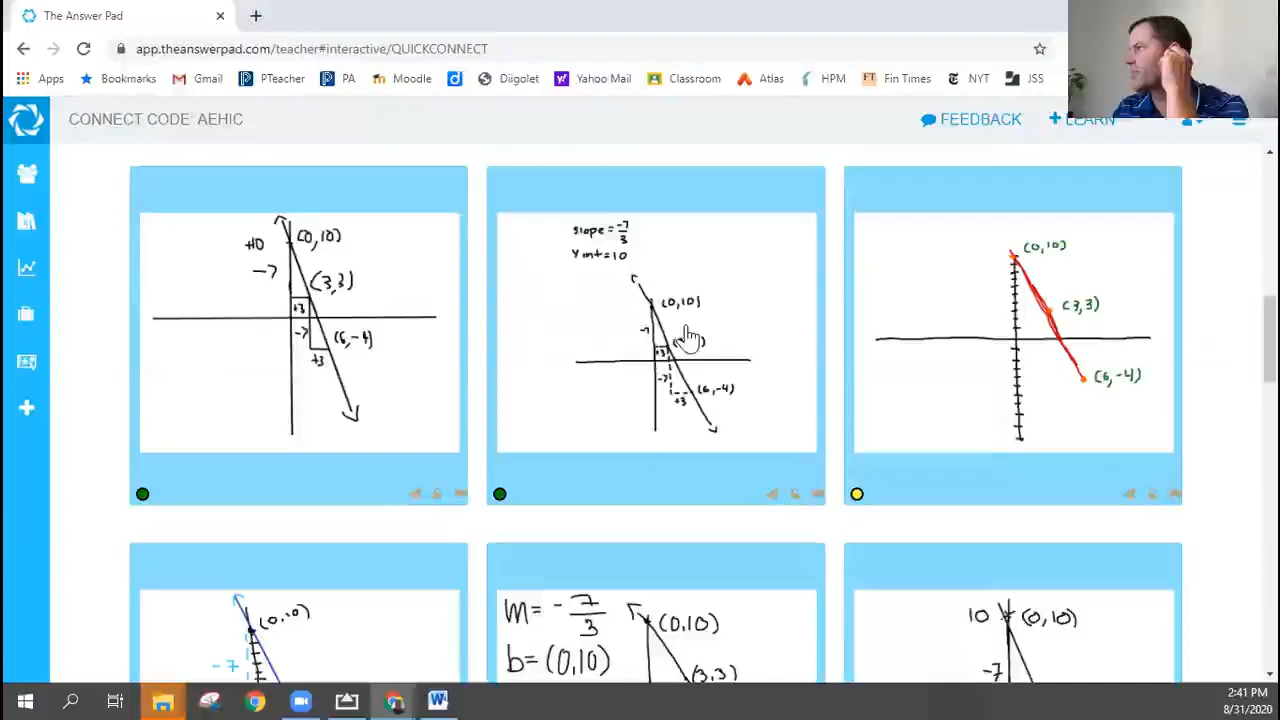 The Answer Pad
app.theanswerpad.com/teacher#interactive/QUICKCONNECT
Apps Bookmarks Gmail PTeacher PA Moodle Diigolet Yahoo Mail Classroom Atlas HPM FT Fin Times NYT JSS
CONNECT CODE: AEHIC
FEEDBACK
+ LEARN
+10
(0,10)
-7
(3,3)
+3
-7
(6,-4)
+3
slope = -7/3
Y int = 10
(0,10)
-7
+3
-7
(6,-4)
+3
(0,10)
(3,3)
(6,-4)
(0,10)
-7
m = -7/3
b = (0,10)
(0,10)
(3,3)
10
(0,10)
-7
2:41 PM
8/31/2020